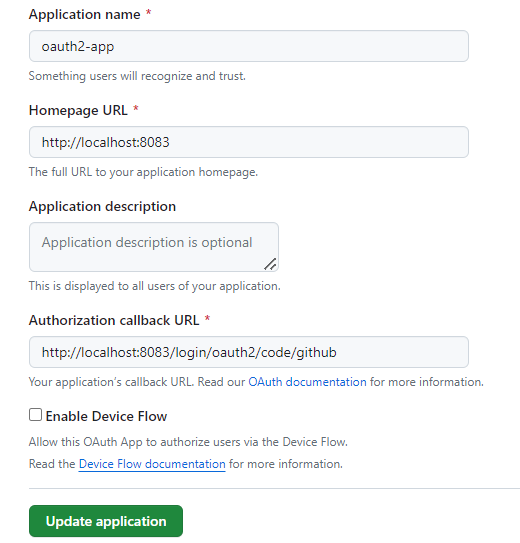 Application name *
oauth2-app
Something users will recognize and trust.
Homepage URL *
http://localhost:8083
The full URL to your application homepage.
Application description
Application description is optional
This is displayed to all users of your application.
Authorization callback URL *
http://localhost:8083/login/oauth2/code/github
Your application's callback URL. Read our OAuth documentation for more information.
Enable Device Flow
Allow this OAuth App to authorize users via the Device Flow.
Read the Device Flow documentation for more information.
Update application